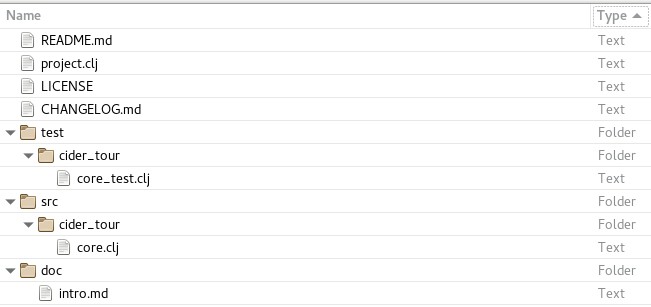 Name Type
README.md Text
project.clj Text
LICENSE Text
CHANGELOG.md Text
test Folder
cider_tour Folder
core_test.clj Text
src Folder
cider_tour Folder
core.clj Text
doc Folder
intro.md Text